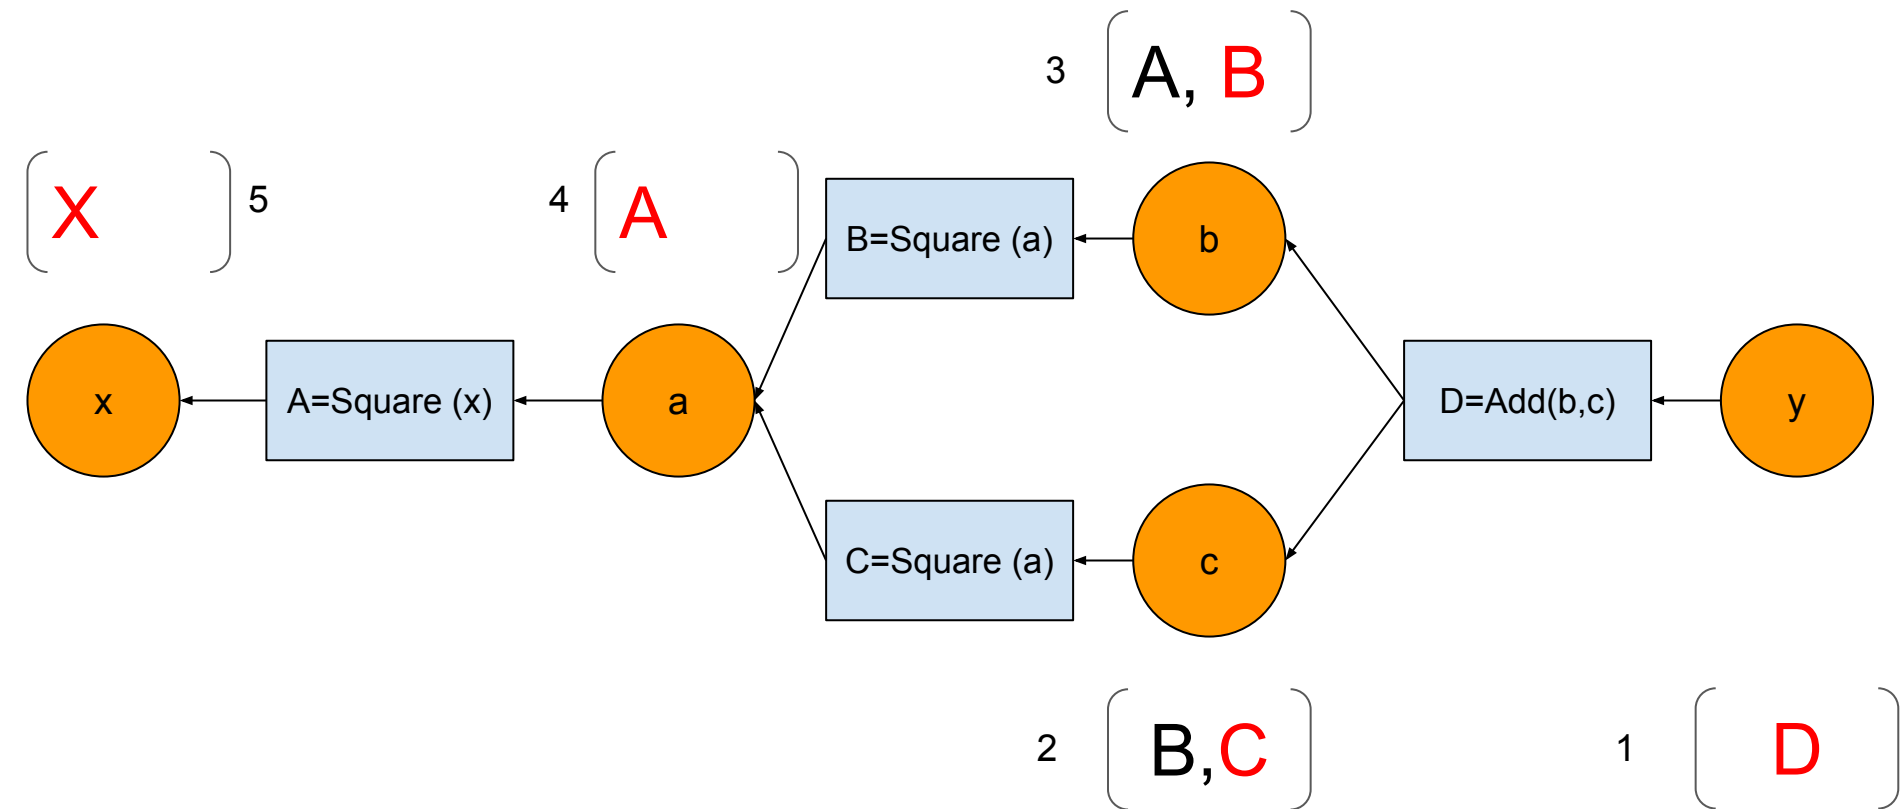 3
A, B
X
5
4
A
B=Square (a)
b
x
A=Square (x)
a
D=Add(b,c)
y
C=Square (a)
c
2
B,C
1
D